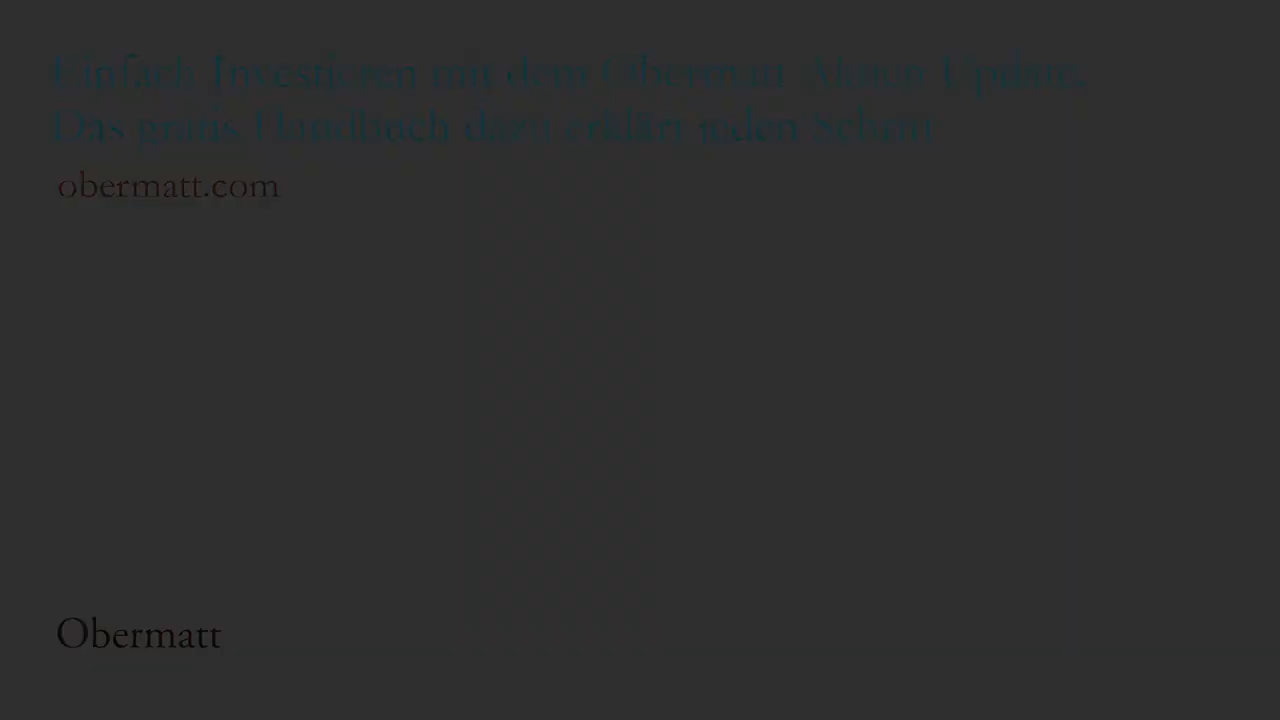 Einfach Investieren mit dem Obermatt Aktien Update.
Das gratis Handbuch dazu erklärt jeden Schritt
obermatt.com
Obermatt